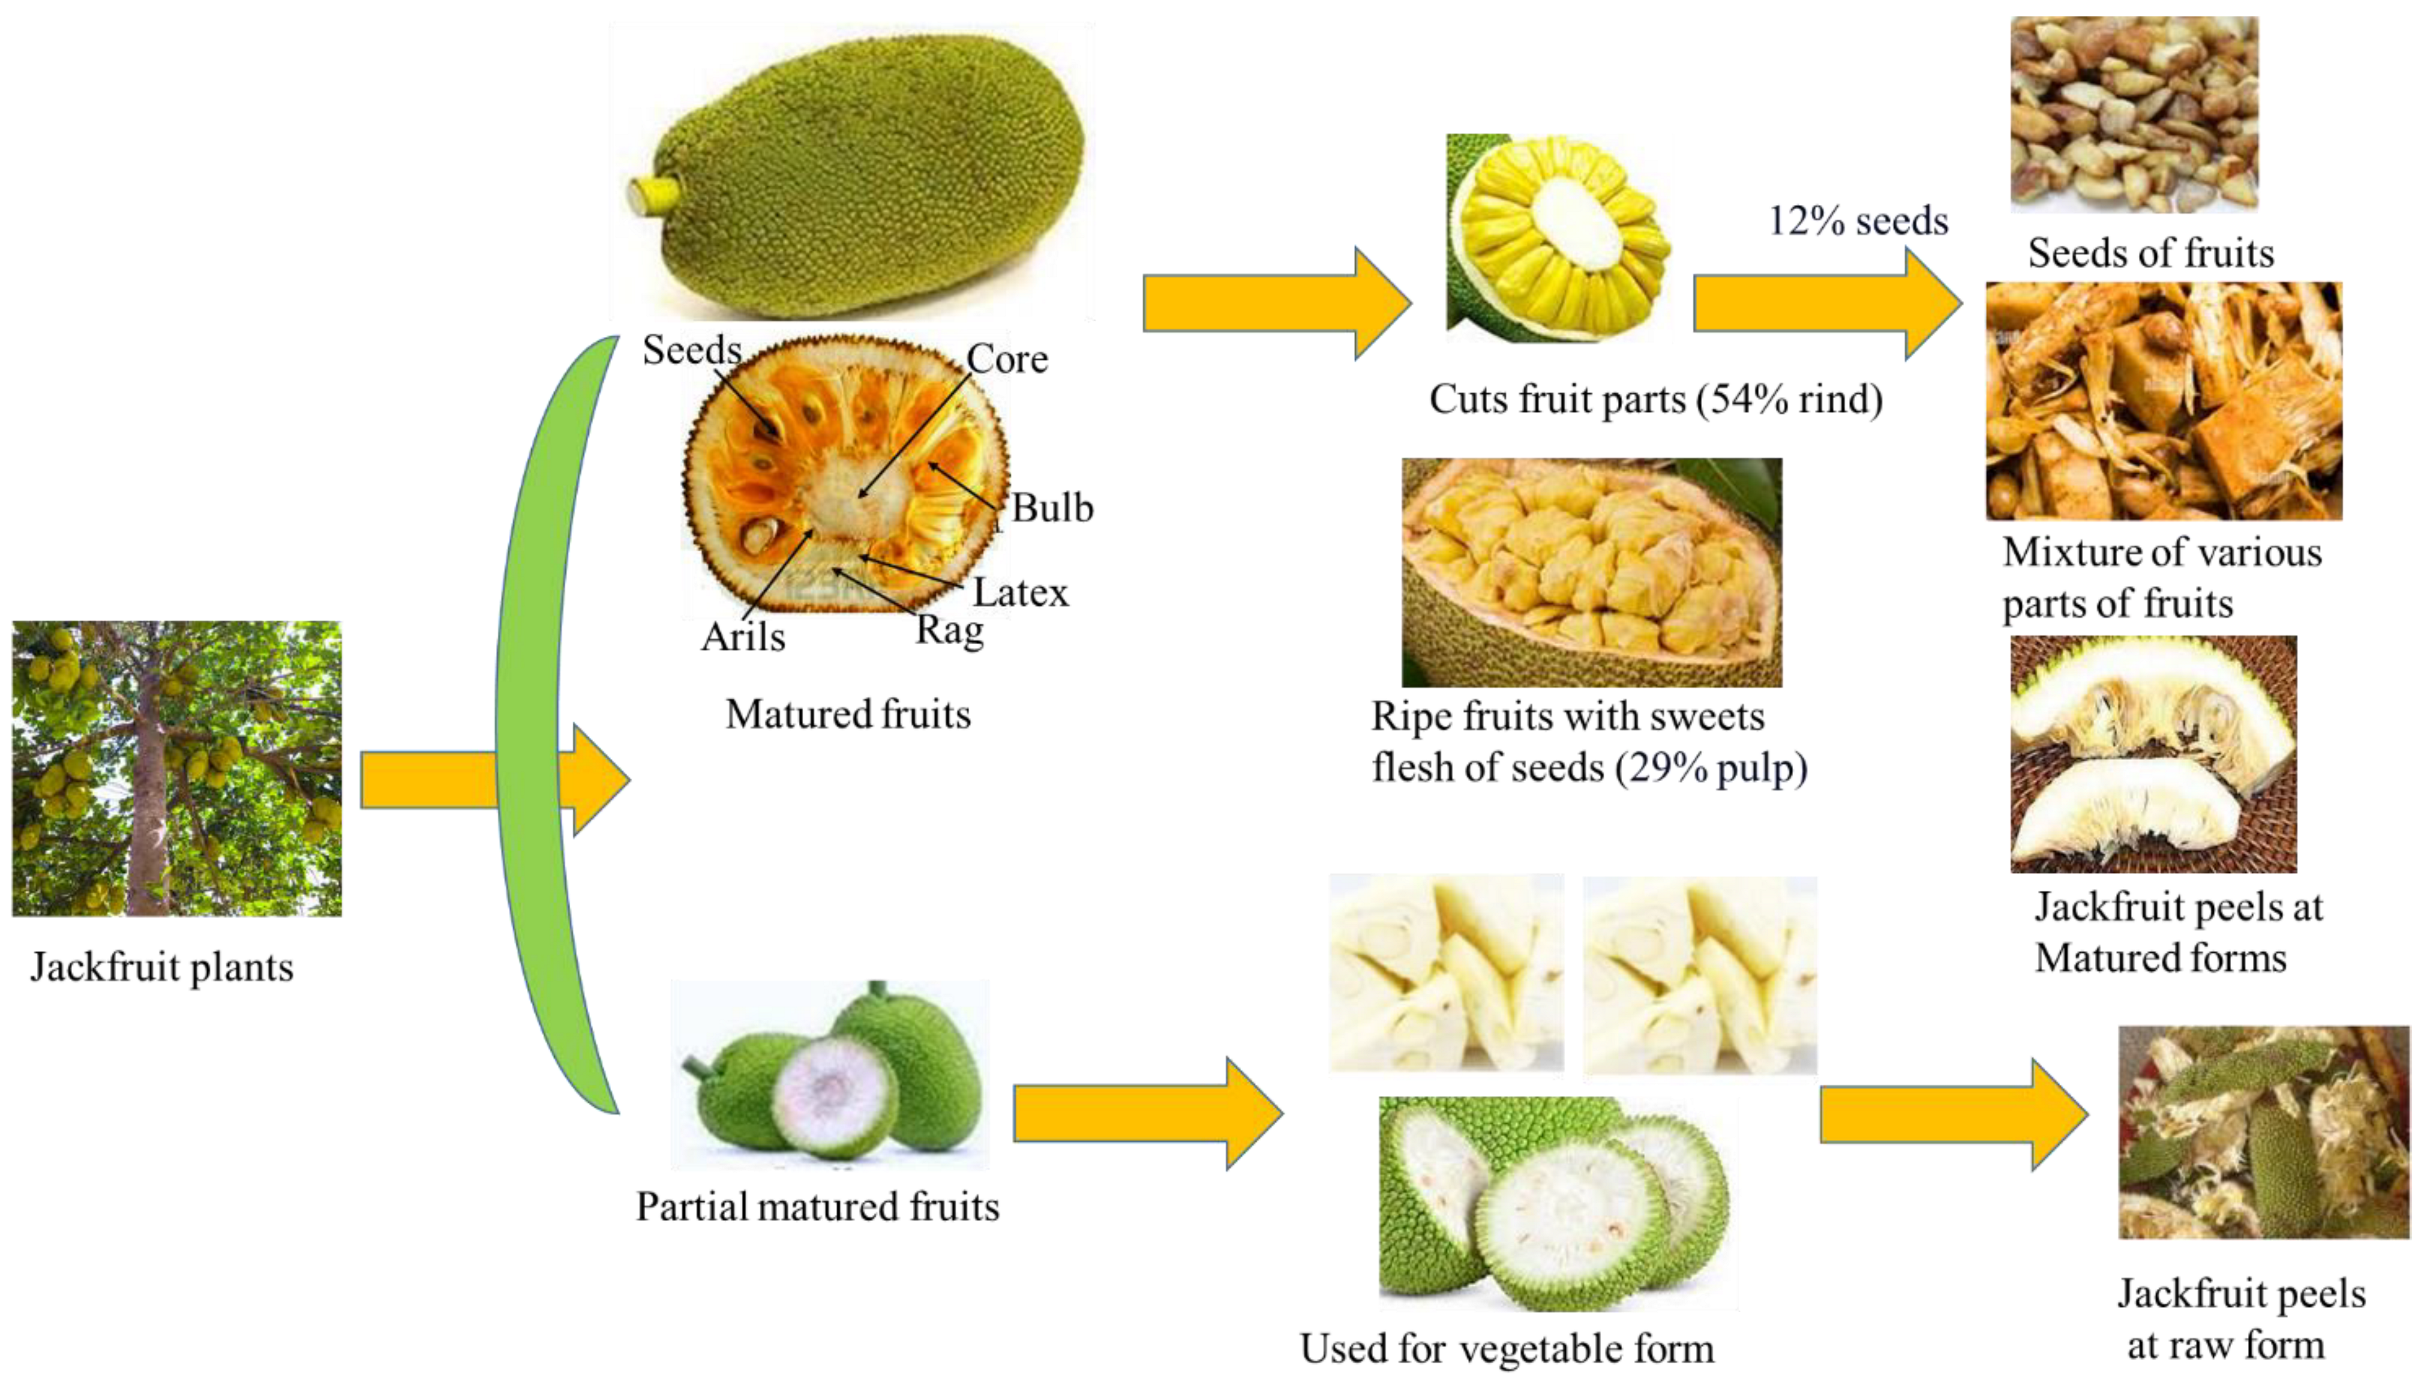 12% seeds
Seeds of fruits
Seeds
Core
Cuts fruit parts (54% rind)
Bulb
Latex
Arils
Rag
Mixture of various
parts of fruits
Matured fruits
Ripe fruits with sweets
flesh of seeds (29% pulp)
Jackfruit plants
Jackfruit peels at
Matured forms
Partial matured fruits
Used for vegetable form
Jackfruit peels
at raw form